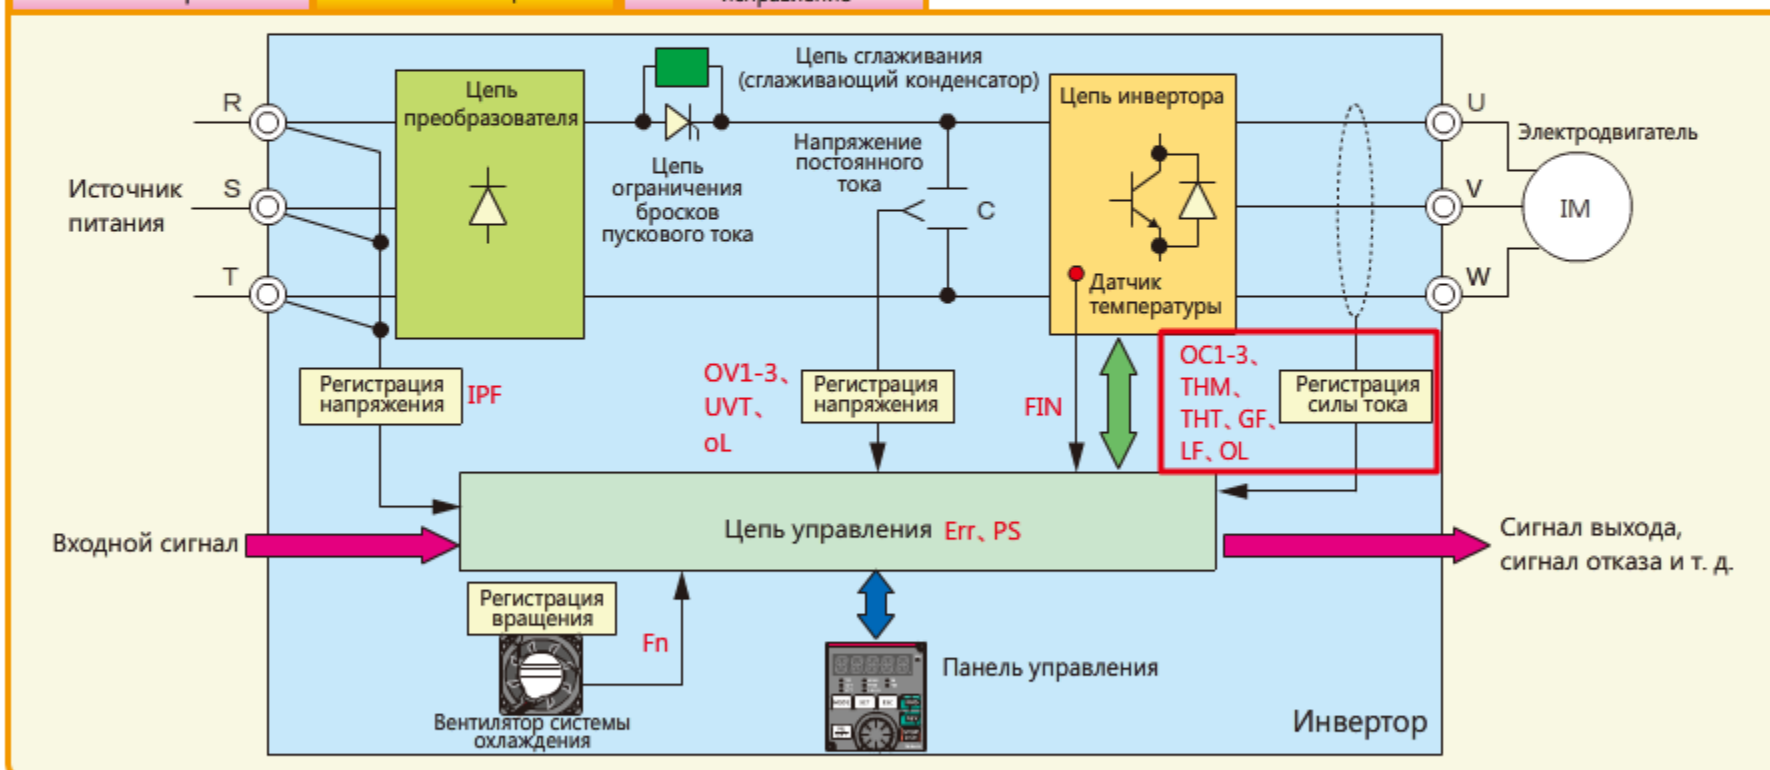 исправление
Цепь сглаживания
(сглаживающий конденсатор)
Цепь
преобразователя
Цепь инвертора
R
U
Электродвигатель
Напряжение
постоянного
тока
Цепь
ограничения
бросков
пускового тока
Источник
питания
S
C
V
IM
T
W
Датчик
температуры
Регистрация
напряжения
IPF
OV1-3、
UVT、
oL
Регистрация
напряжения
FIN
OC1-3、
THM、
THT、GF、
LF、OL
Регистрация
силы тока
Входной сигнал
Цепь управления Err、PS
Сигнал выхода,
сигнал отказа и т. д.
Регистрация
вращения
Fn
Панель управления
Вентилятор системы
охлаждения
Инвертор